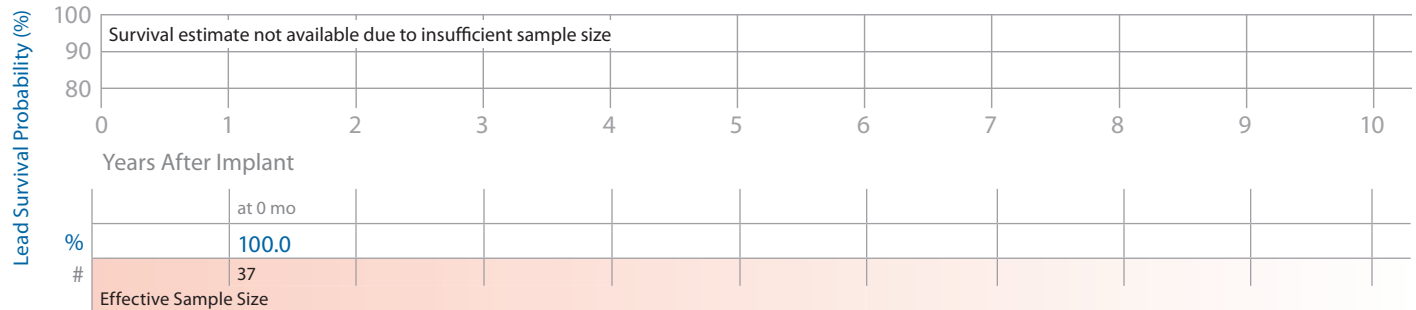 Lead Survival Probability (%)
100
Survival estimate not available due to insufficient sample size
90
80
0 1 2 3 4 5 6 7 8 9 10
Years After Implant
at 0 mo
% 100.0
# 37
Effective Sample Size